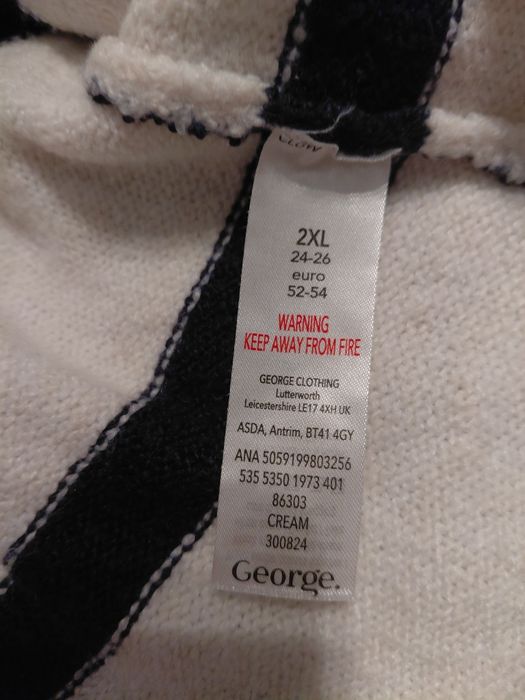 2XL
24-26
euro
52-54
WARNING
KEEP AWAY FROM FIRE
GEORGE CLOTHING
Lutterworth
Leicestershire LE17 4XH UK
ASDA, Antrim, BT41 4GY
ANA 5059199803256
535 5350 1973 401
86303
CREAM
300824
George.